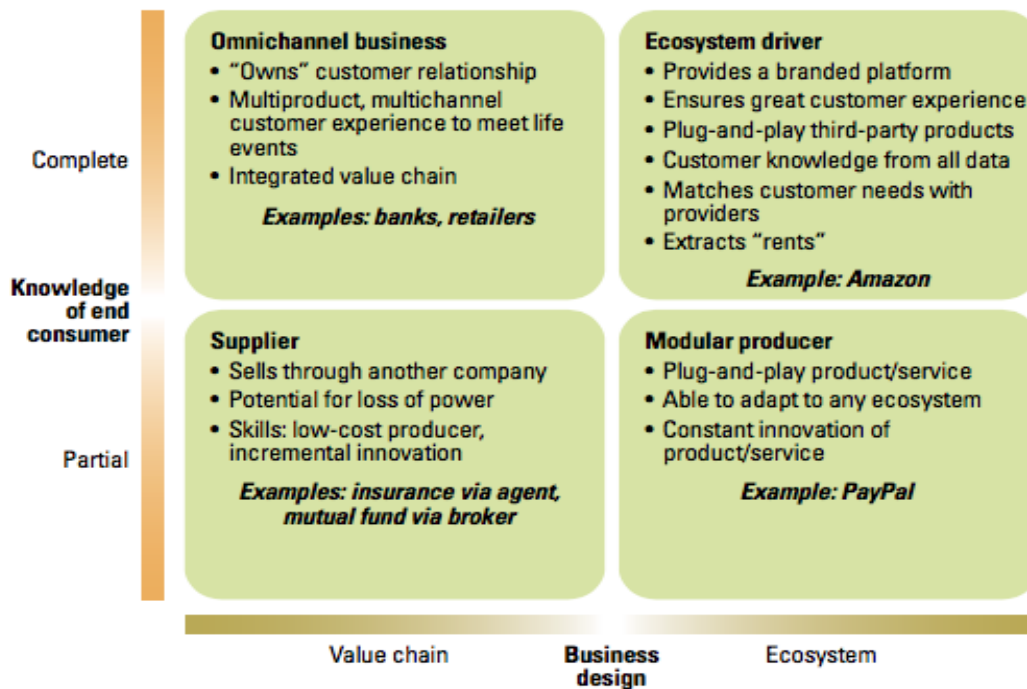 Omnichannel business
• “Owns” customer relationship
• Multiproduct, multichannel
customer experience to meet life
events
• Integrated value chain
Examples: banks, retailers
Ecosystem driver
• Provides a branded platform
• Ensures great customer experience
• Plug-and-play third-party products
• Customer knowledge from all data
• Matches customer needs with
providers
• Extracts “rents”
Example: Amazon
Complete
Knowledge
of end
consumer
Partial
Supplier
• Sells through another company
• Potential for loss of power
• Skills: low-cost producer,
incremental innovation
Examples: insurance via agent,
mutual fund via broker
Modular producer
• Plug-and-play product/service
• Able to adapt to any ecosystem
• Constant innovation of
product/service
Example: PayPal
Value chain
Business
design
Ecosystem